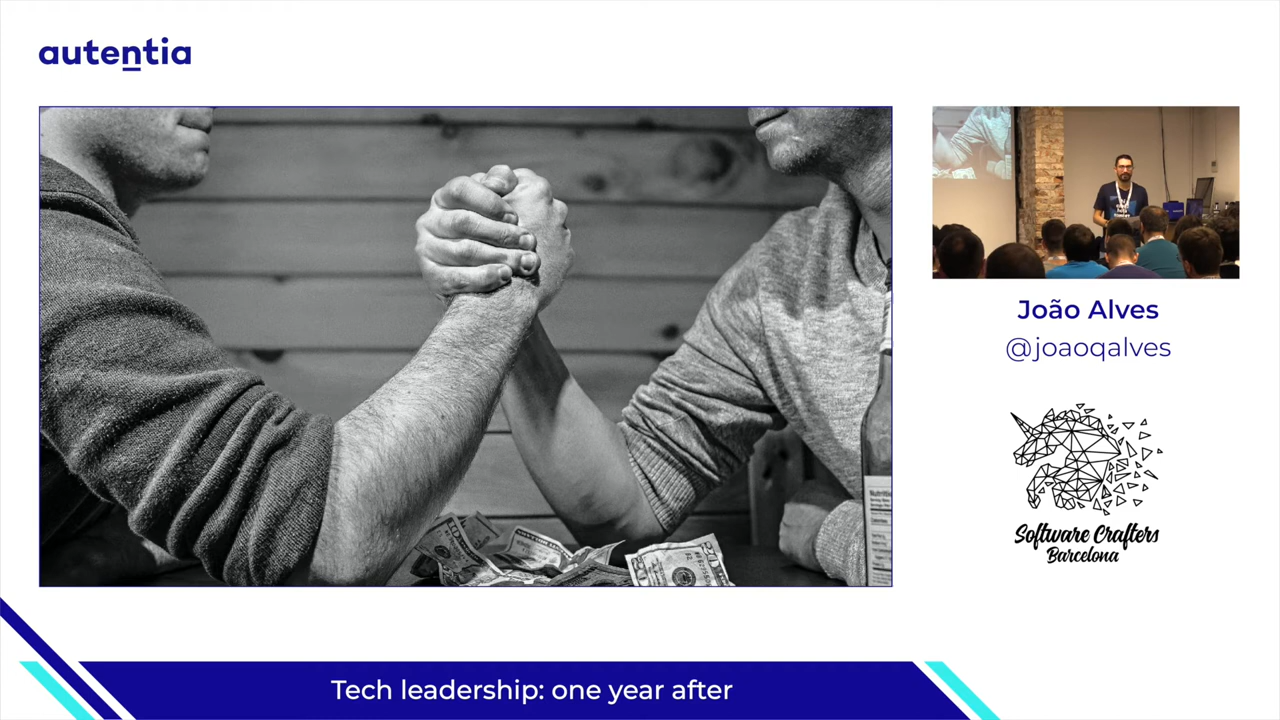 autentia
João Alves
@joaoqalves
Software Crafters
Barcelona
Tech leadership: one year after